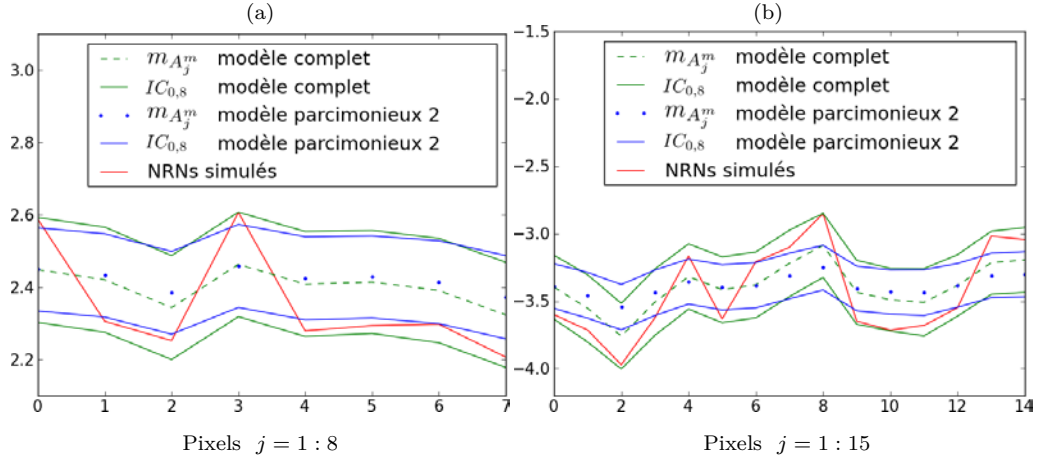 (a)
3.0
2.8
2.6
2.4
2.2
m_{A_j^m} modèle complet
IC_{0,8} modèle complet
m_{A_j^m} modèle parcimonieux 2
IC_{0,8} modèle parcimonieux 2
NRNs simulés
0 1 2 3 4 5 6 7
Pixels j = 1 : 8
(b)
−1.5
−2.0
−2.5
−3.0
−3.5
−4.0
m_{A_j^m} modèle complet
IC_{0,8} modèle complet
m_{A_j^m} modèle parcimonieux 2
IC_{0,8} modèle parcimonieux 2
NRNs simulés
0 2 4 6 8 10 12 14
Pixels j = 1 : 15